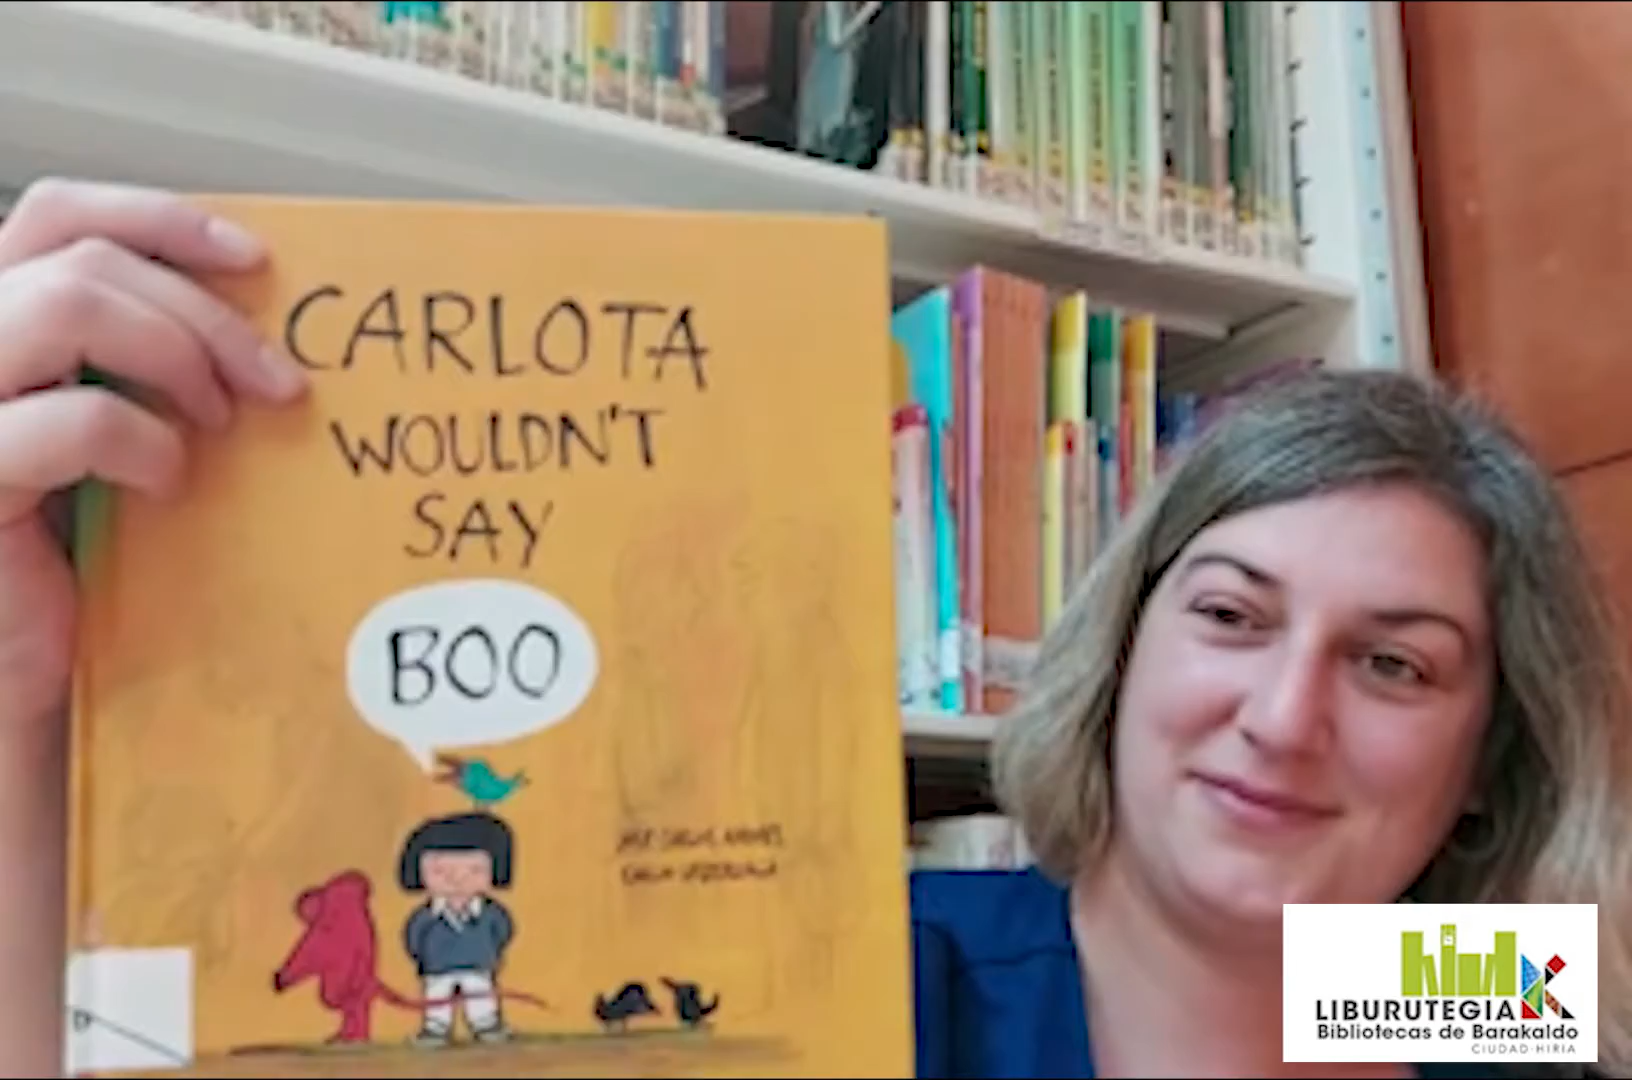 CARLOTA
WOULDN'T
SAY
BOO
LIBURUTEGIA
Bibliotecas de Barakaldo
CIUDAD-HIRIA